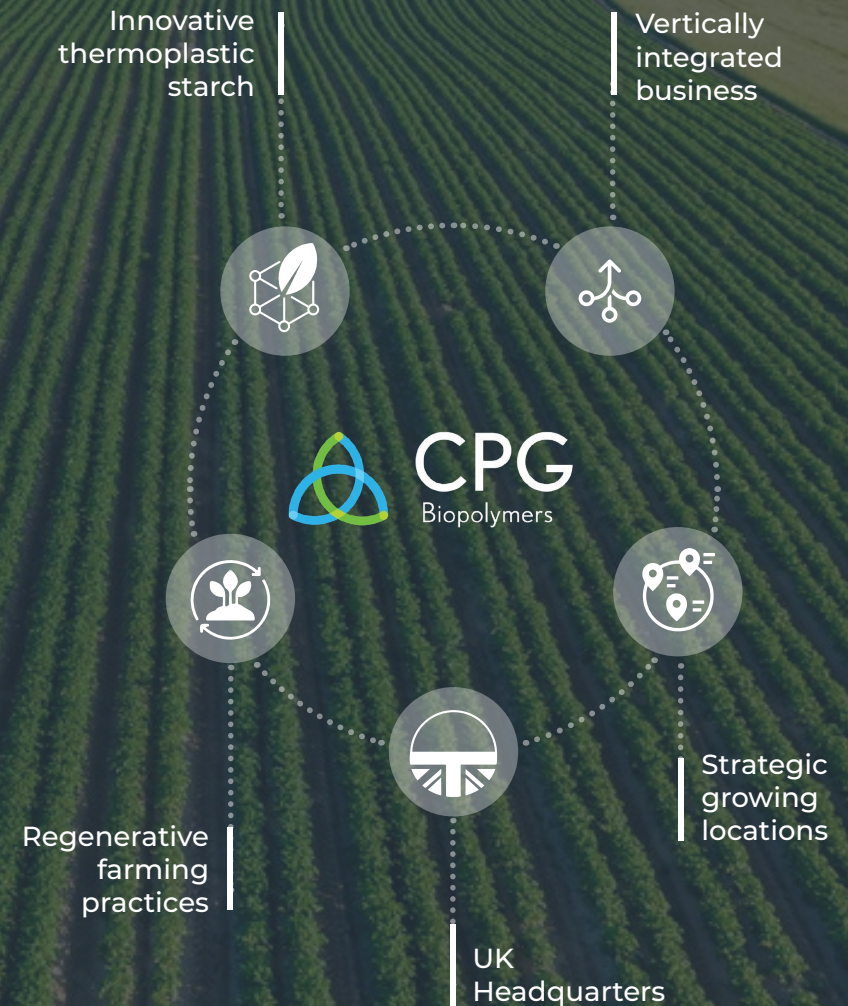 Innovative
thermoplastic
starch
Vertically
integrated
business
CPG
Biopolymers
Strategic
growing
locations
Regenerative
farming
practices
UK
Headquarters